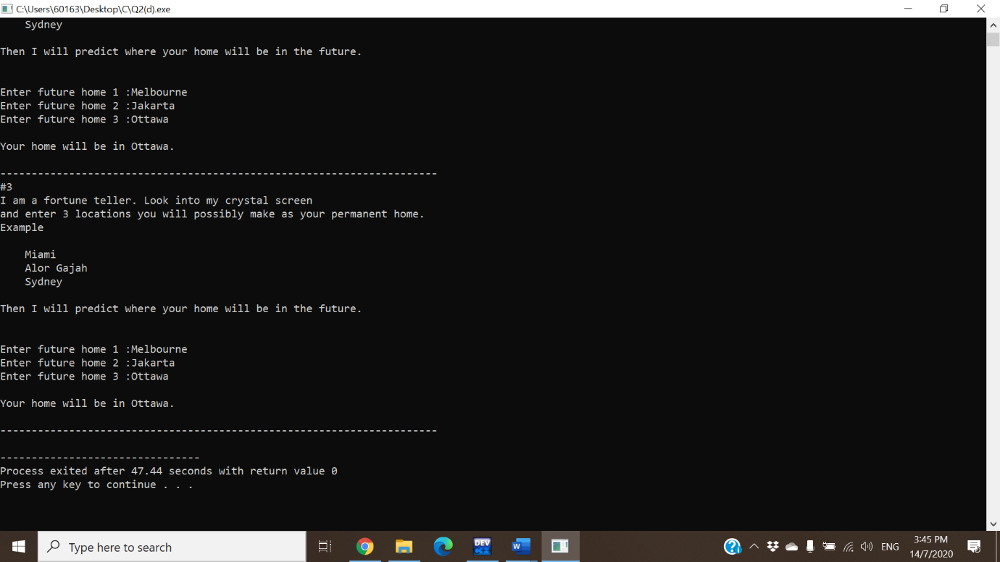 C:\Users\60163\Desktop\C\Q2(d).exe
Sydney
Then I will predict where your home will be in the future.
Enter future home 1 :Melbourne
Enter future home 2 :Jakarta
Enter future home 3 :Ottawa
Your home will be in Ottawa.
----------------------------------------------------------------------
#3
I am a fortune teller. Look into my crystal screen
and enter 3 locations you will possibly make as your permanent home.
Example
Miami
Alor Gajah
Sydney
Then I will predict where your home will be in the future.
Enter future home 1 :Melbourne
Enter future home 2 :Jakarta
Enter future home 3 :Ottawa
Your home will be in Ottawa.
----------------------------------------------------------------------
--------------------------------
Process exited after 47.44 seconds with return value 0
Press any key to continue . . .
Type here to search
DEV C++
W
ENG
3:45 PM
14/7/2020